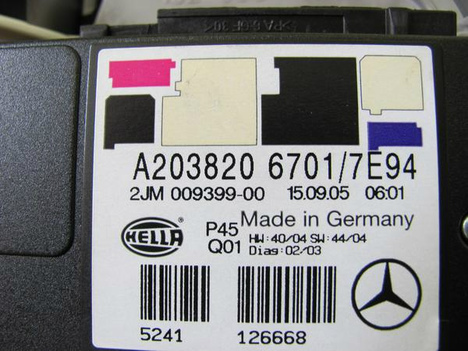 A203820 6701/7E94
2JM 009399-00 15.09.05 06:01
HELLA
P45 Made in Germany
Q01 HW:40/04 SW:44/04
Diag:02/03
5241 126668